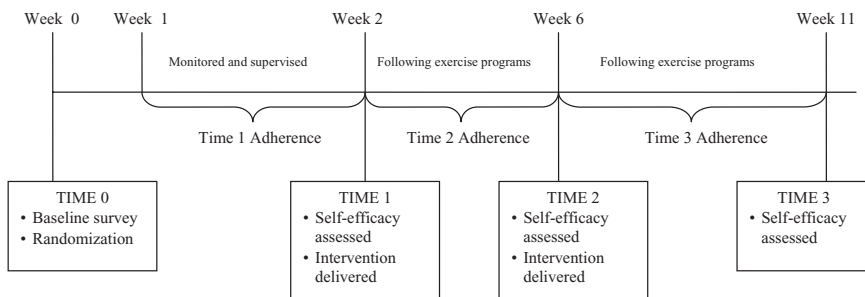 Week 0
Week 1
Week 2
Week 6
Week 11
Monitored and supervised
Following exercise programs
Following exercise programs
Time 1 Adherence
Time 2 Adherence
Time 3 Adherence
TIME 0
• Baseline survey
• Randomization
TIME 1
• Self-efficacy
assessed
• Intervention
delivered
TIME 2
• Self-efficacy
assessed
• Intervention
delivered
TIME 3
• Self-efficacy
assessed